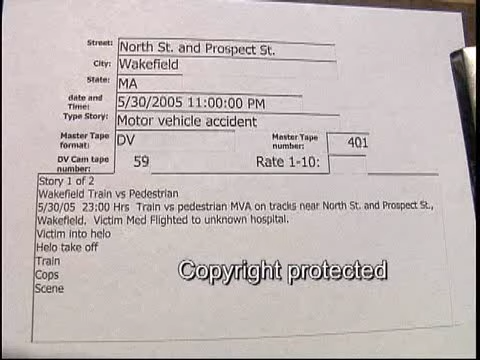 Street: North St. and Prospect St.
City: Wakefield
State: MA
date and Time: 5/30/2005 11:00:00 PM
Type Story: Motor vehicle accident
Master Tape format: DV Master Tape number: 401
DV Cam tape number: 59 Rate 1-10:
Story 1 of 2
Wakefield Train vs Pedestrian
5/30/05 23:00 Hrs Train vs pedestrian MVA on tracks near North St. and Prospect St.,
Wakefield. Victim Med Flighted to unknown hospital.
Victim into helo
Helo take off
Train
Cops
Scene
Copyright protected